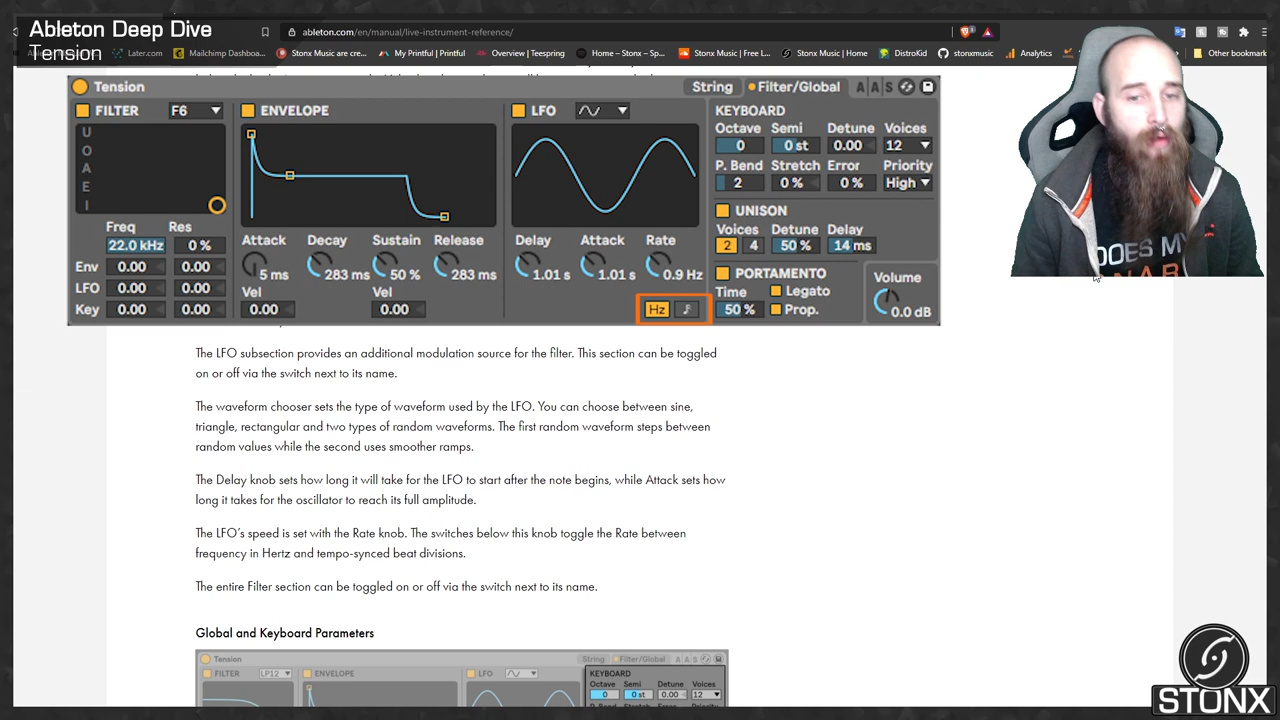 Ableton Deep Dive
Tension
ableton.com/en/manual/live-instrument-reference/
Later.com
Mailchimp Dashboa...
Stonx Music are cre...
My Printful | Printful
Overview | Teespring
Home – Stonx – Sp...
Stonx Music | Free L...
Stonx Music | Home
DistroKid
stonxmusic
Analytics
Other bookmark
Tension
String
Filter/Global
A A S
FILTER F6
U
O
A
E
I
Freq Res
22.0 kHz 0 %
Env 0.00 0.00
LFO 0.00 0.00
Key 0.00 0.00
ENVELOPE
Attack Decay Sustain Release
5 ms 283 ms 50 % 283 ms
Vel Vel
0.00 0.00
LFO
Delay Attack Rate
1.01 s 1.01 s 0.9 Hz
Hz
KEYBOARD
Octave Semi Detune Voices
0 0 st 0.00 12
P. Bend Stretch Error Priority
2 0 % 0 % High
UNISON
Voices Detune Delay
2 4 50 % 14 ms
PORTAMENTO
Time Legato
50 % Prop.
Volume
0.0 dB
DOES MY
The LFO subsection provides an additional modulation source for the filter. This section can be toggled
on or off via the switch next to its name.
The waveform chooser sets the type of waveform used by the LFO. You can choose between sine,
triangle, rectangular and two types of random waveforms. The first random waveform steps between
random values while the second uses smoother ramps.
The Delay knob sets how long it will take for the LFO to start after the note begins, while Attack sets how
long it takes for the oscillator to reach its full amplitude.
The LFO’s speed is set with the Rate knob. The switches below this knob toggle the Rate between
frequency in Hertz and tempo-synced beat divisions.
The entire Filter section can be toggled on or off via the switch next to its name.
Global and Keyboard Parameters
Tension
String Filter/Global A A S
FILTER LP12
ENVELOPE
LFO
KEYBOARD
Octave Semi Detune Voices
0 0 st 0.00 12
P. Bend Stretch Error Priority
STONX